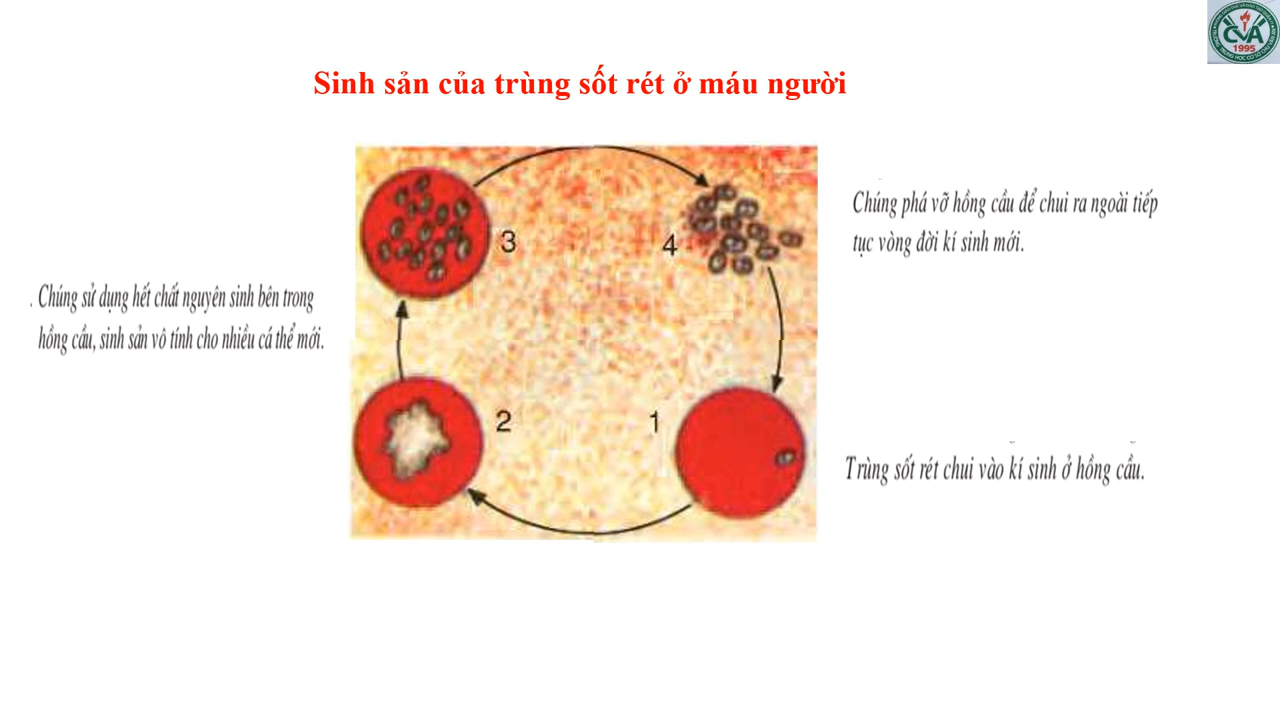 Sinh sản của trùng sốt rét ở máu người
CVA
1995
3
4
Chúng phá vỡ hồng cầu để chui ra ngoài tiếp
tục vòng đời kí sinh mới.
. Chúng sử dụng hết chất nguyên sinh bên trong
hồng cầu, sinh sản vô tính cho nhiều cá thể mới.
2
1
Trùng sốt rét chui vào kí sinh ở hồng cầu.